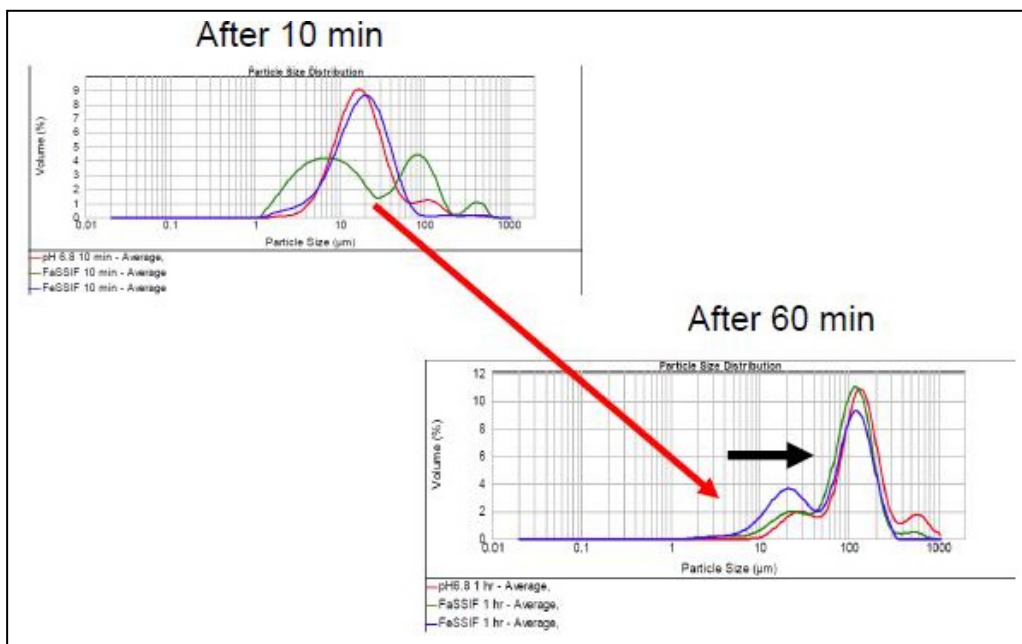 After 10 min
Particle Size Distribution
Volume (%)
9
8
7
6
5
4
3
2
1
0
0.01 0.1 1 10 100 1000
Particle Size (µm)
pH 6.8 10 min - Average,
FaSSIF 10 min - Average
FeSSIF 10 min - Average
After 60 min
Particle Size Distribution
Volume (%)
12
10
8
6
4
2
0
0.01 0.1 1 10 100 1000
Particle Size (µm)
pH6.8 1 hr - Average,
FaSSIF 1 hr - Average,
FeSSIF 1 hr - Average,